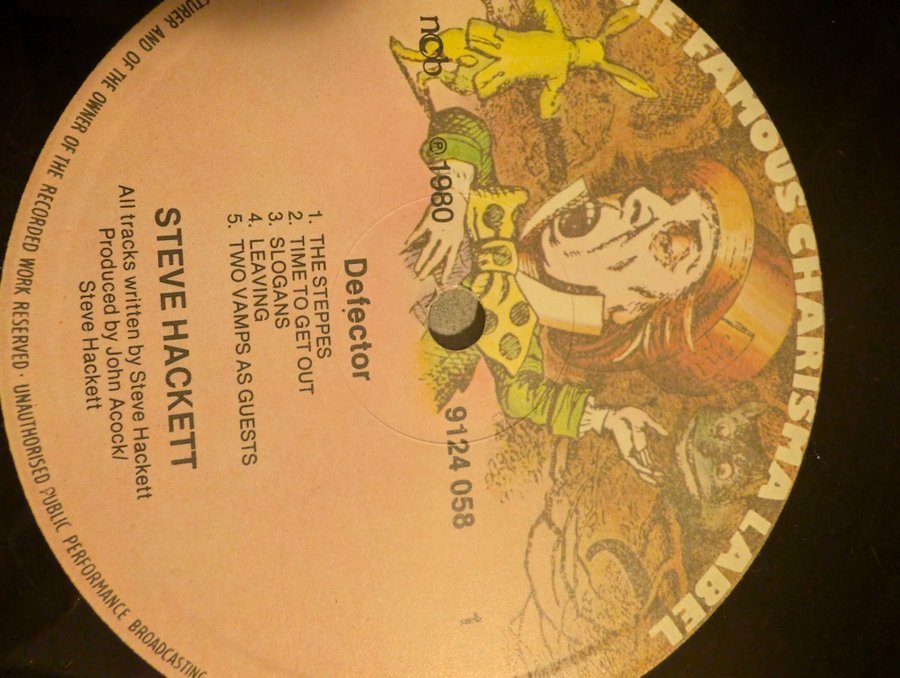 THE FAMOUS CHARISMA LABEL
ncb
℗ 1980
9124 058
Defector
1. THE STEPPES
2. TIME TO GET OUT
3. SLOGANS
4. LEAVING
5. TWO VAMPS AS GUESTS
STEVE HACKETT
All tracks written by Steve Hackett
Produced by John Acock/
Steve Hackett
AND OF THE OWNER OF THE RECORDED WORK RESERVED · UNAUTHORISED PUBLIC PERFORMANCE BROADCASTING